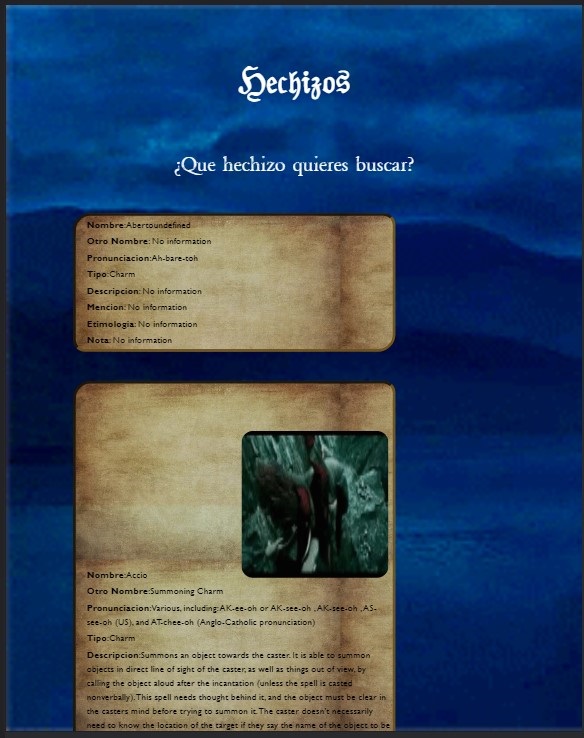 Hechizos
¿Que hechizo quieres buscar?
Nombre:Abertoundefined
Otro Nombre: No information
Pronunciacion:Ah-bare-toh
Tipo:Charm
Descripcion: No information
Mencion: No information
Etimologia: No information
Nota: No information
Nombre:Accio
Otro Nombre:Summoning Charm
Pronunciacion:Various, including:AK-ee-oh or AK-see-oh ,AK-see-oh ,AS-
see-oh (US), and AT-chee-oh (Anglo-Catholic pronunciation)
Tipo:Charm
Descripcion:Summons an object towards the caster. It is able to summon
objects in direct line of sight of the caster, as well as things out of view, by
calling the object aloud after the incantation (unless the spell is casted
nonverbally). This spell needs thought behind it, and the object must be clear in
the casters mind before trying to summon it. The caster doesn't necessarily
need to know the location of the target if they say the name of the object to be